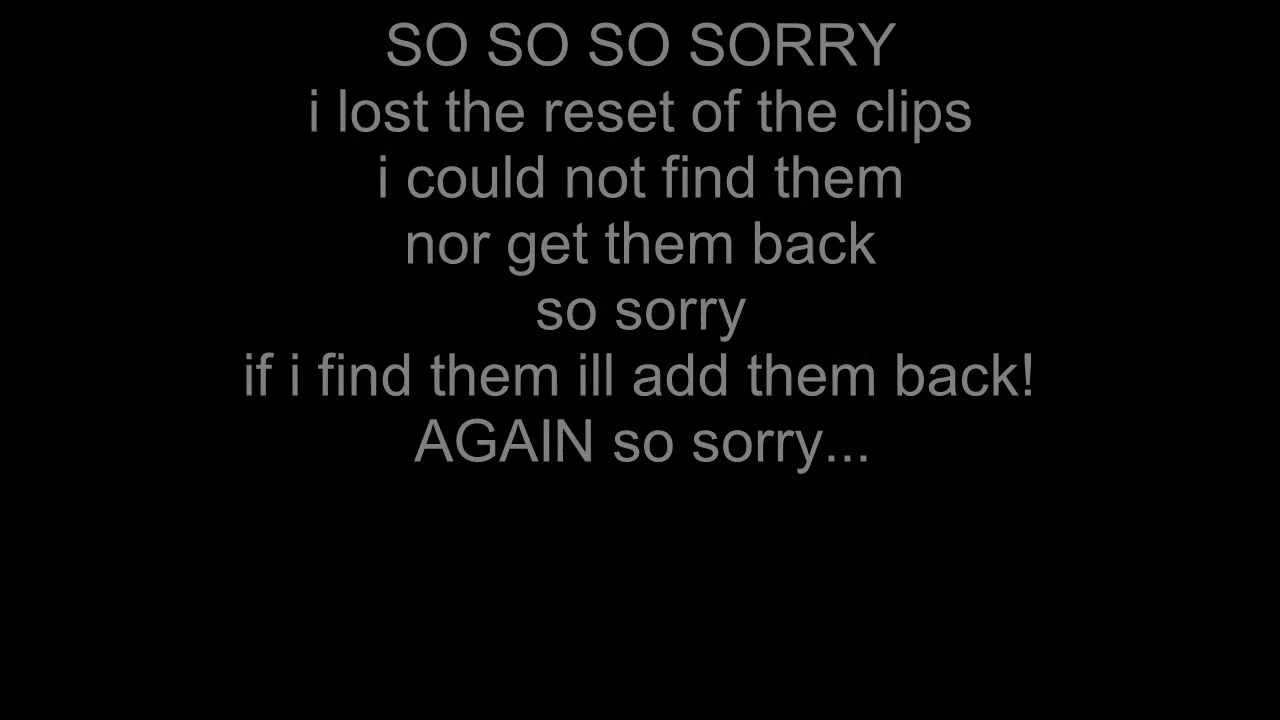 SO SO SO SORRY
i lost the reset of the clips
i could not find them
nor get them back
so sorry
if i find them ill add them back!
AGAIN so sorry...